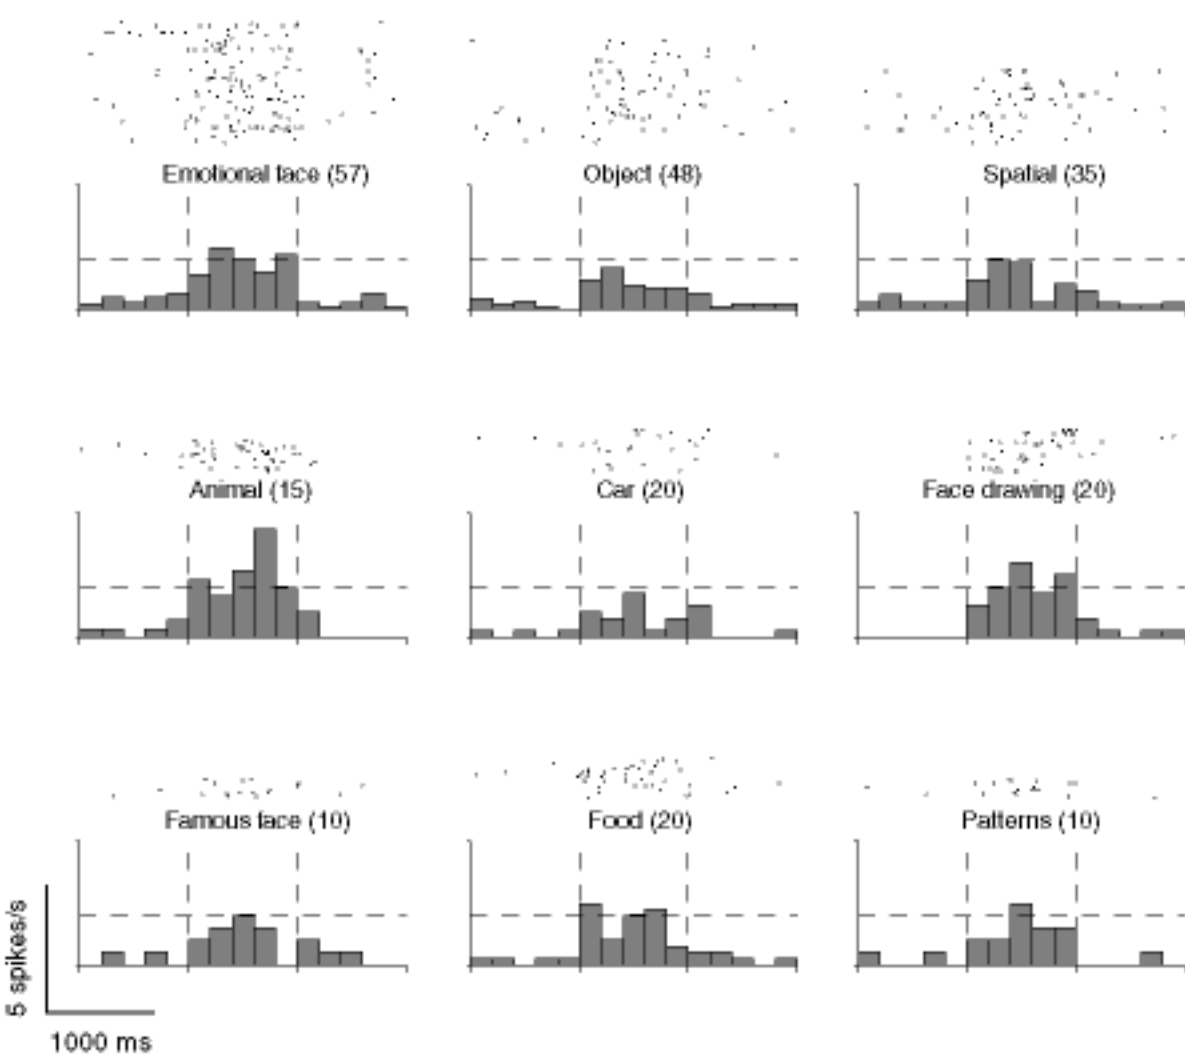 Emotional face (57)
Object (48)
Spatial (35)
Animal (15)
Car (20)
Face drawing (20)
Famous face (10)
Food (20)
Patterns (10)
5 spikes/s
1000 ms